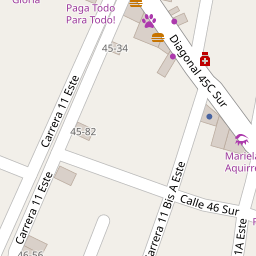 Gloria
Paga Todo
Para Todo!
45-34
Diagonal 45C Sur
Carrera 11 Este
45-82
Mariela
Aguirre
Carrera 11 Este
Carrera 11 Bis A Este
Calle 46 Sur
1A Este
46-56